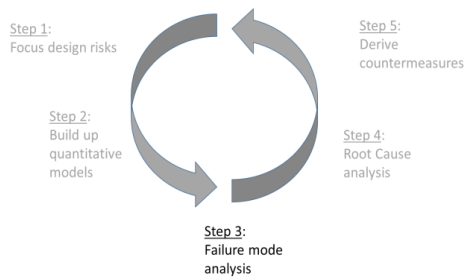 Step 1:
Focus design risks
Step 2:
Build up
quantitative
models
Step 3:
Failure mode
analysis
Step 4:
Root Cause
analysis
Step 5:
Derive
countermeasures